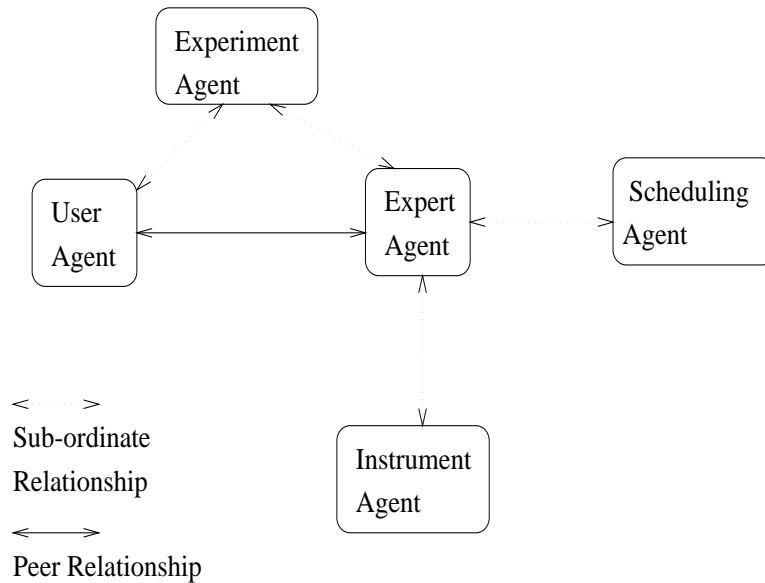 Experiment
Agent
User
Agent
Expert
Agent
Scheduling
Agent
Instrument
Agent
Sub-ordinate
Relationship
Peer Relationship